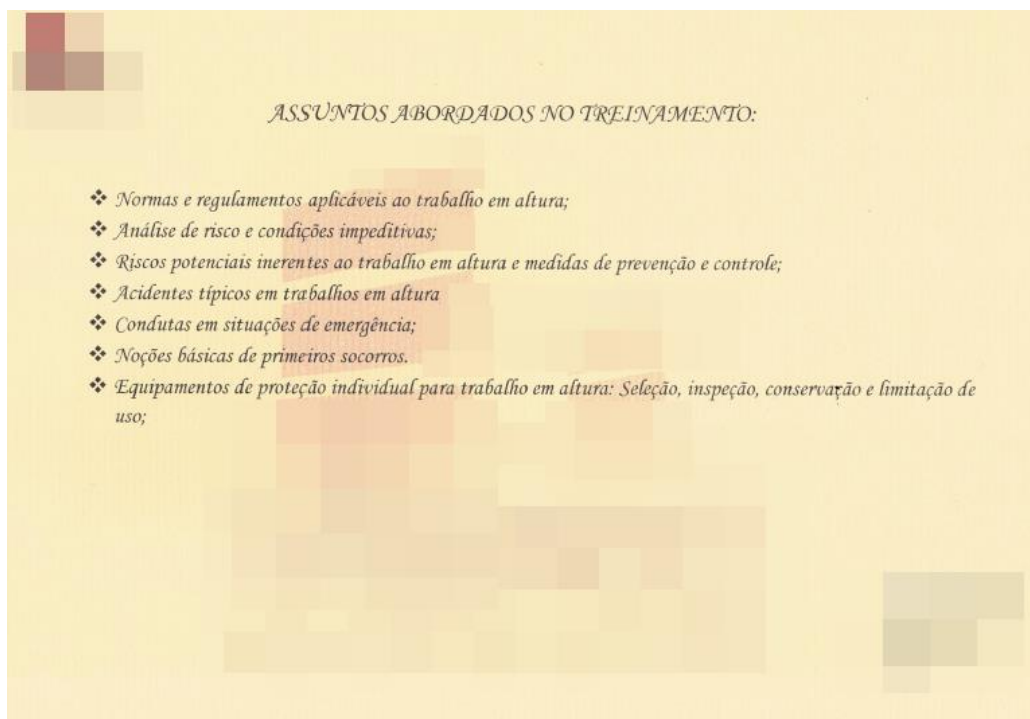 ASSUNTOS ABORDADOS NO TREINAMENTO:
❖ Normas e regulamentos aplicáveis ao trabalho em altura;
❖ Análise de risco e condições impeditivas;
❖ Riscos potenciais inerentes ao trabalho em altura e medidas de prevenção e controle;
❖ Acidentes típicos em trabalhos em altura
❖ Condutas em situações de emergência;
❖ Noções básicas de primeiros socorros.
❖ Equipamentos de proteção individual para trabalho em altura: Seleção, inspeção, conservação e limitação de
uso;